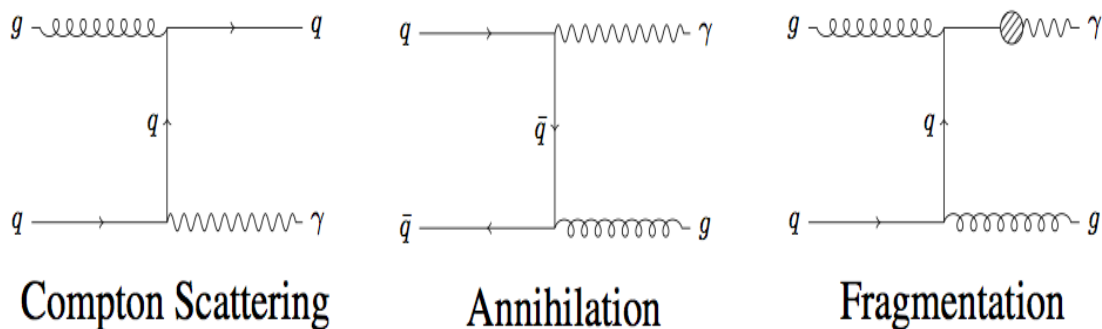 g q q γ g γ
q q̄ q
q γ q̄ g q g
Compton Scattering Annihilation Fragmentation